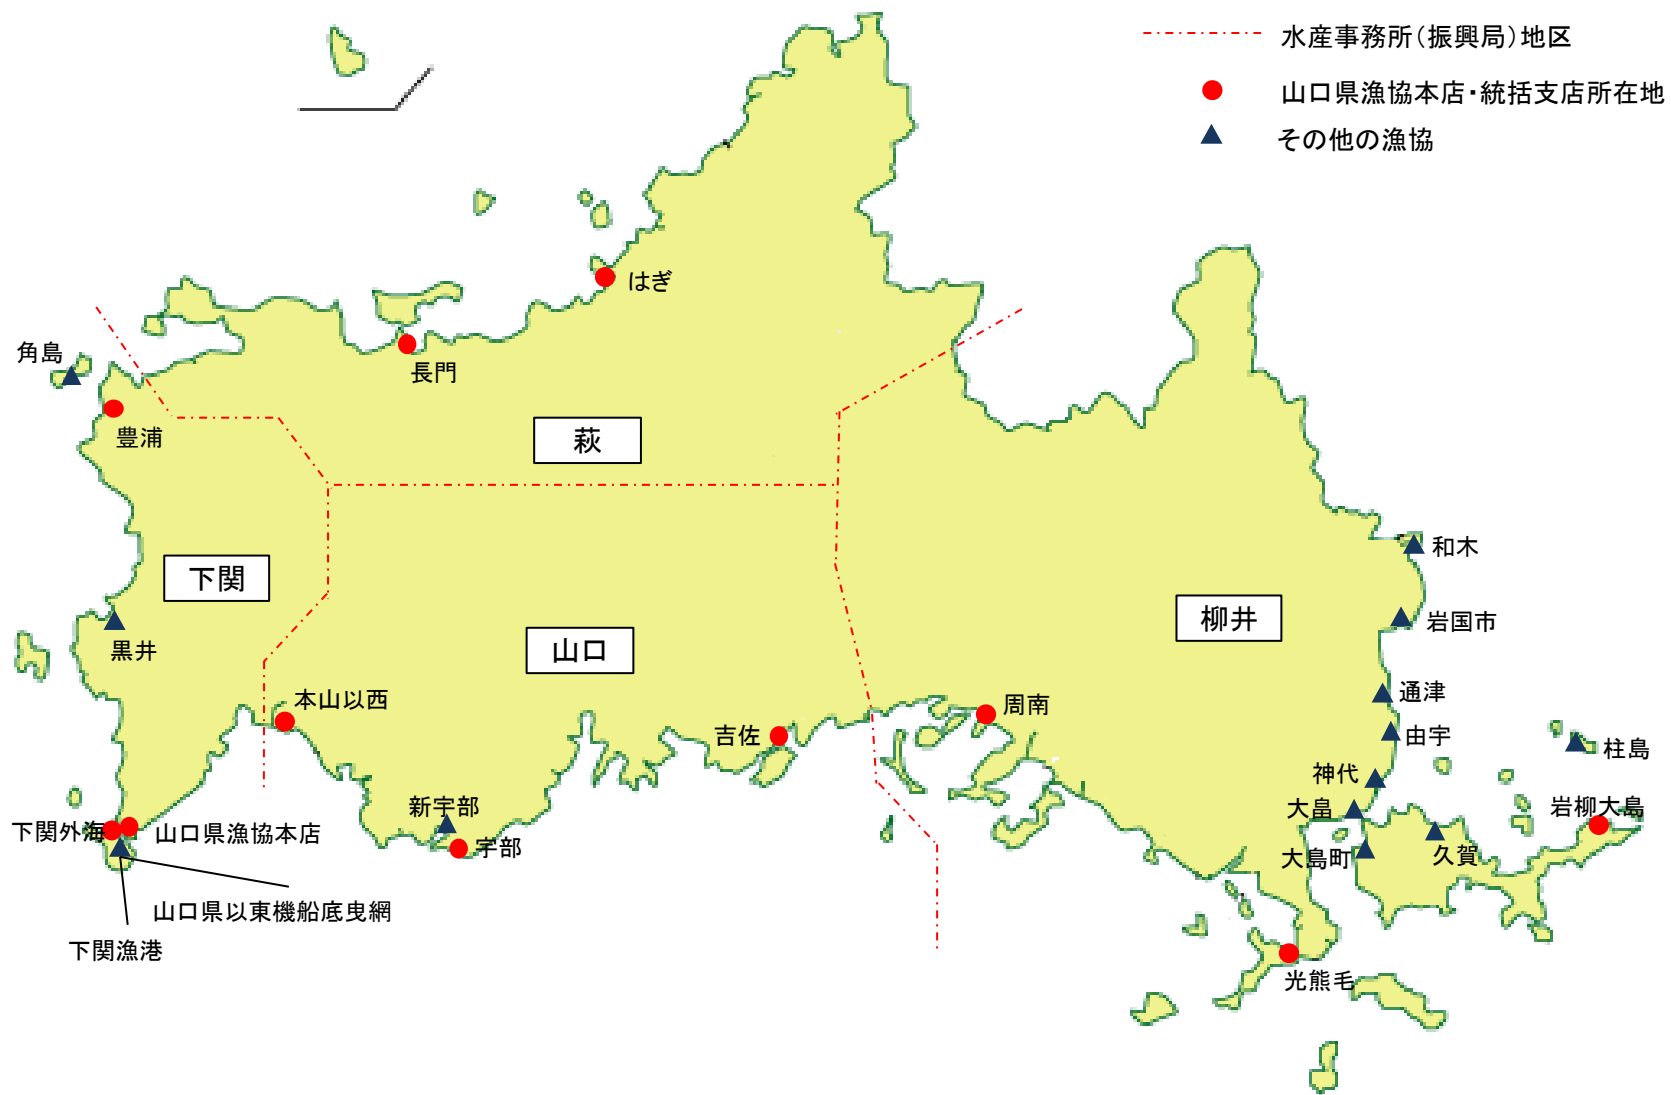 水産事務所（振興局）地区
山口県漁協本店・統括支店所在地
その他の漁協
はぎ
角島
長門
豊浦
萩
和木
下関
柳井
岩国市
黒井
山口
本山以西
通津
周南
吉佐
由宇
柱島
神代
新宇部
大畠
岩柳大島
下関外海
山口県漁協本店
宇部
大島町
久賀
山口県以東機船底曳網
下関漁港
光熊毛